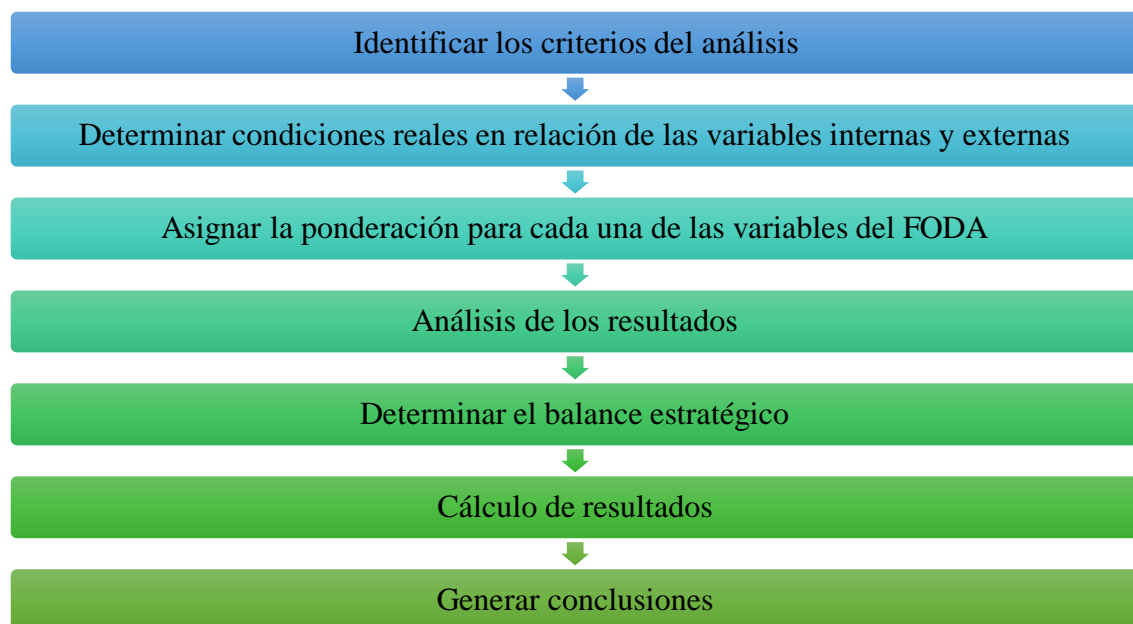 Identificar los criterios del análisis
Determinar condiciones reales en relación de las variables internas y externas
Asignar la ponderación para cada una de las variables del FODA
Análisis de los resultados
Determinar el balance estratégico
Cálculo de resultados
Generar conclusiones